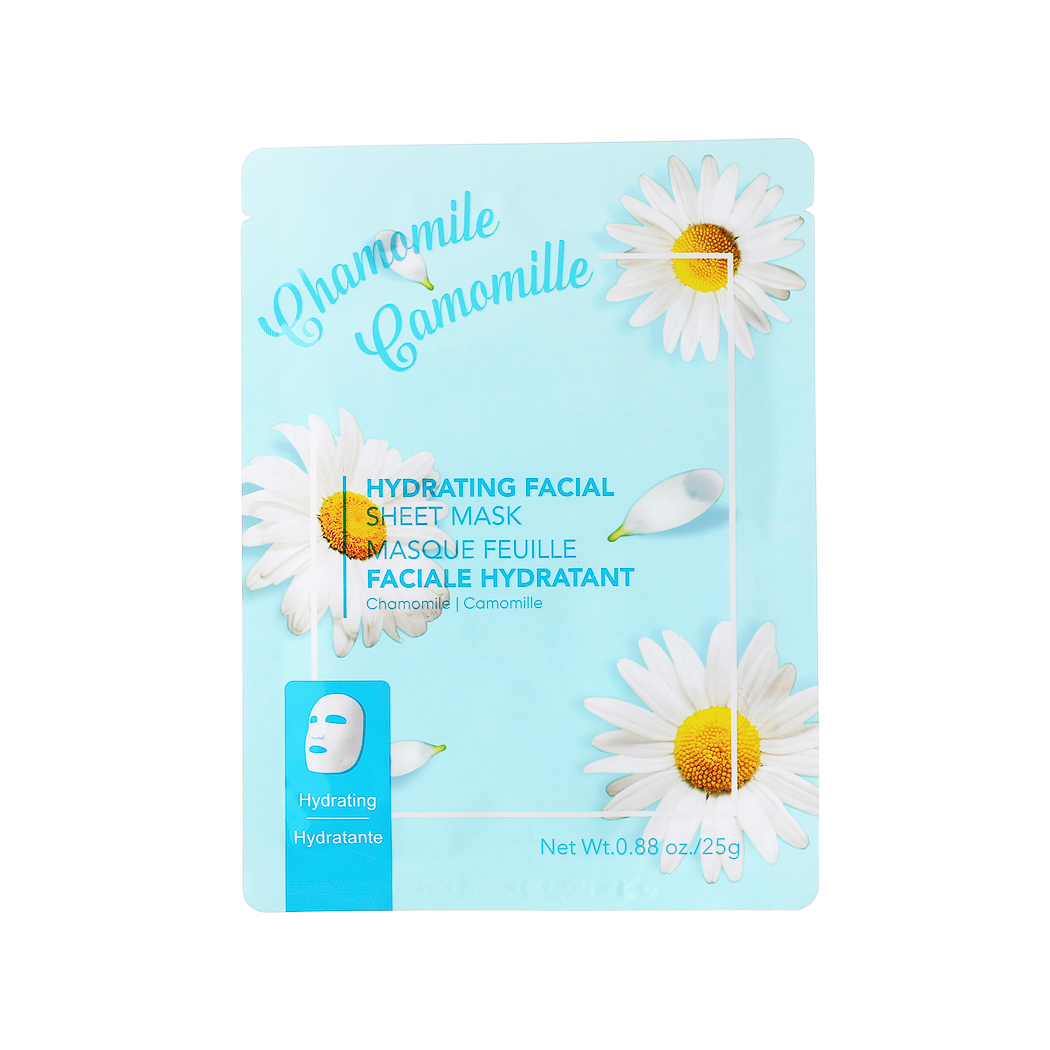 Chamomile
Camomille
HYDRATING FACIAL
SHEET MASK
MASQUE FEUILLE
FACIALE HYDRATANT
Chamomile | Camomille
Hydrating
Hydratante
Net Wt.0.88 oz./25g